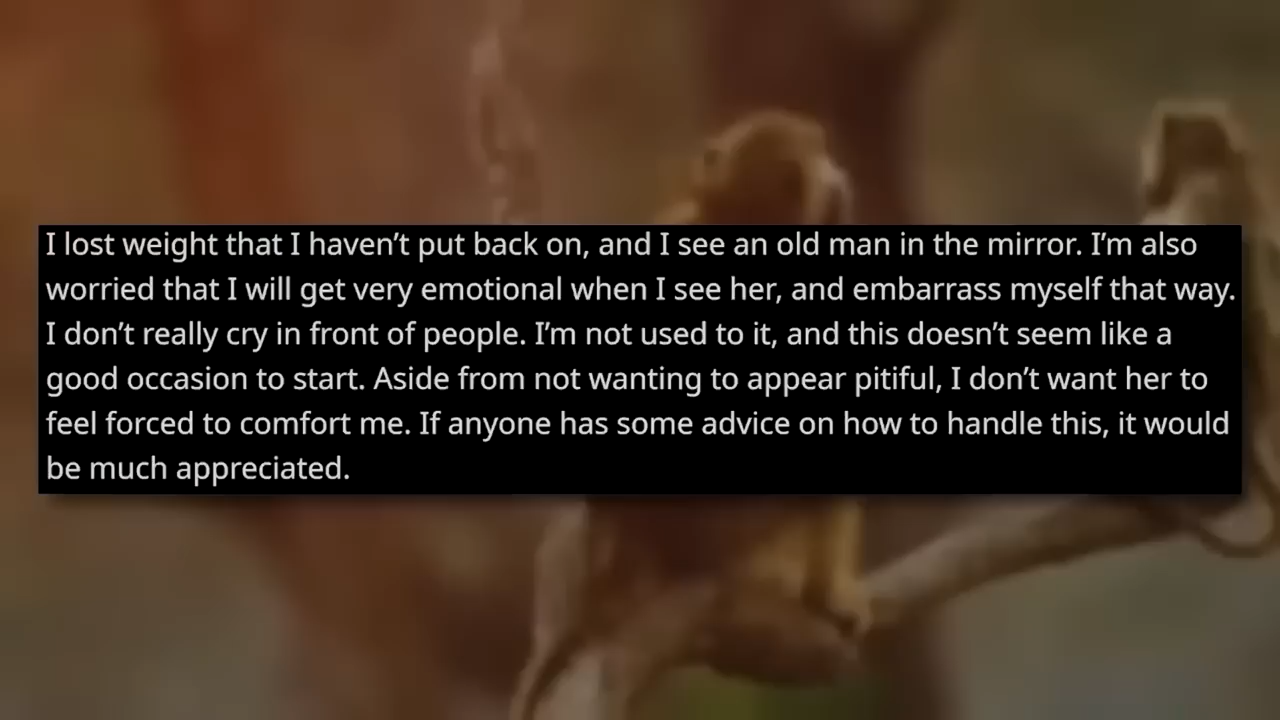 I lost weight that I haven’t put back on, and I see an old man in the mirror. I’m also
worried that I will get very emotional when I see her, and embarrass myself that way.
I don’t really cry in front of people. I’m not used to it, and this doesn’t seem like a
good occasion to start. Aside from not wanting to appear pitiful, I don’t want her to
feel forced to comfort me. If anyone has some advice on how to handle this, it would
be much appreciated.